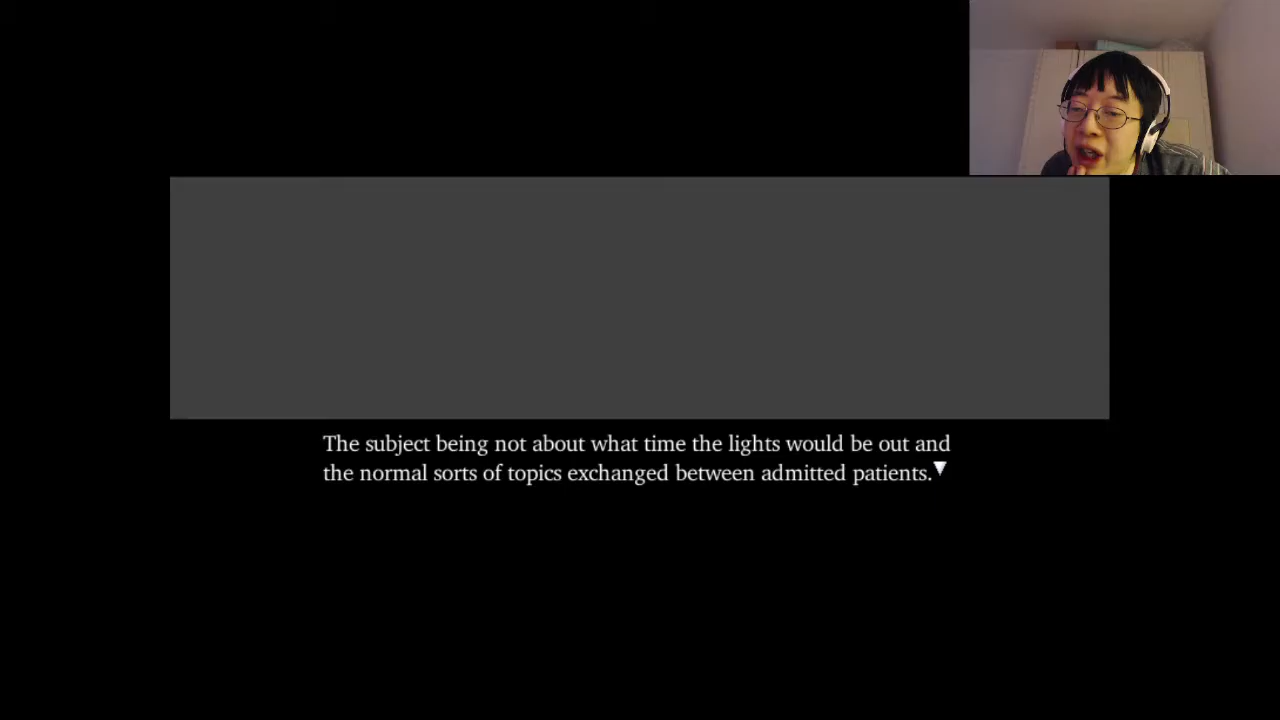 The subject being not about what time the lights would be out and
the normal sorts of topics exchanged between admitted patients.